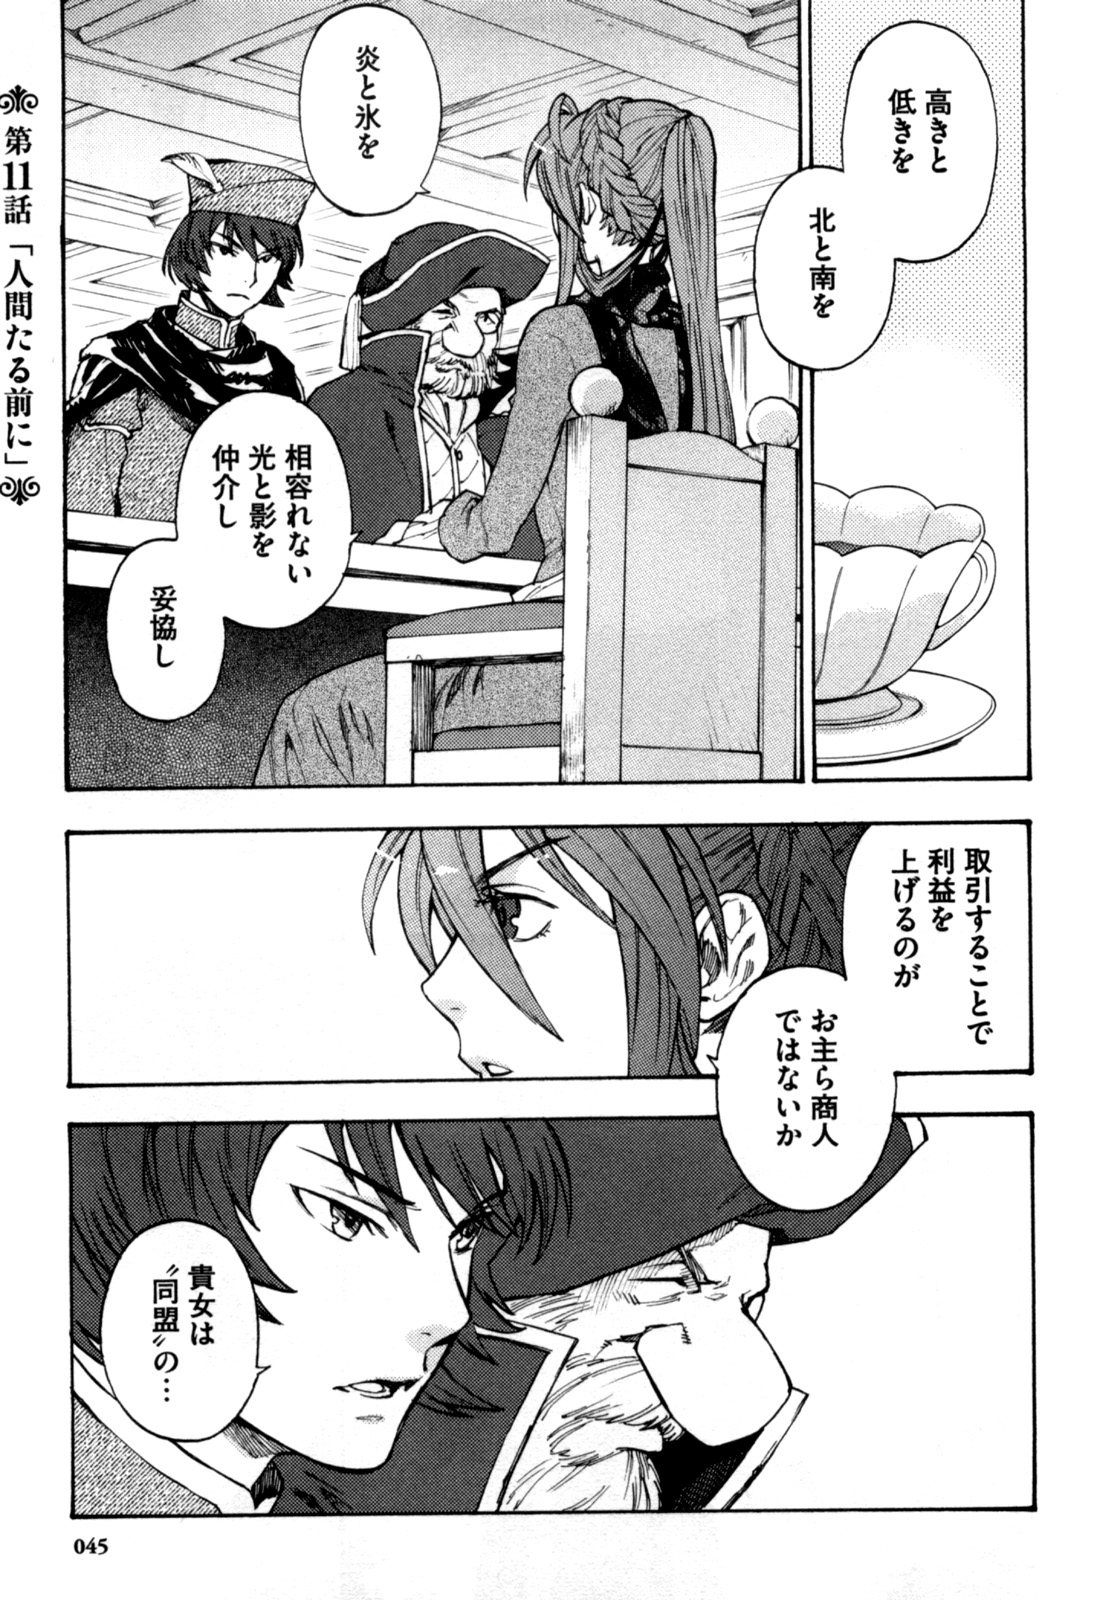 第11話「人間たる前に」
高きと
低きを
北と南を
炎と氷を
相容れない
光と影を
仲介し
妥協し
取引することで
利益を
上げるのが
お主ら商人
ではないか
貴女は
〝同盟〟の…
045